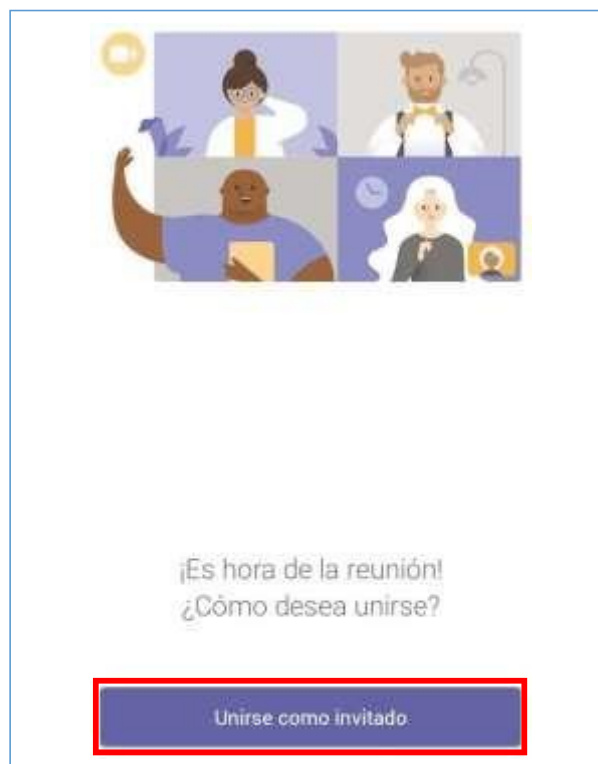 ¡Es hora de la reunión!
¿Cómo desea unirse?
Unirse como invitado